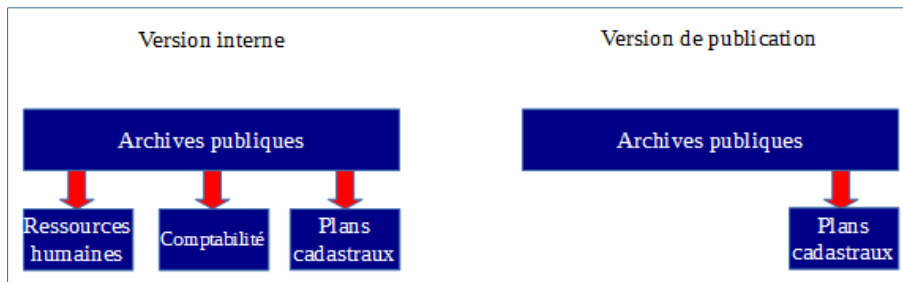 Version interne
Version de publication
Archives publiques
Archives publiques
Ressources
humaines
Comptabilité
Plans
cadastraux
Plans
cadastraux